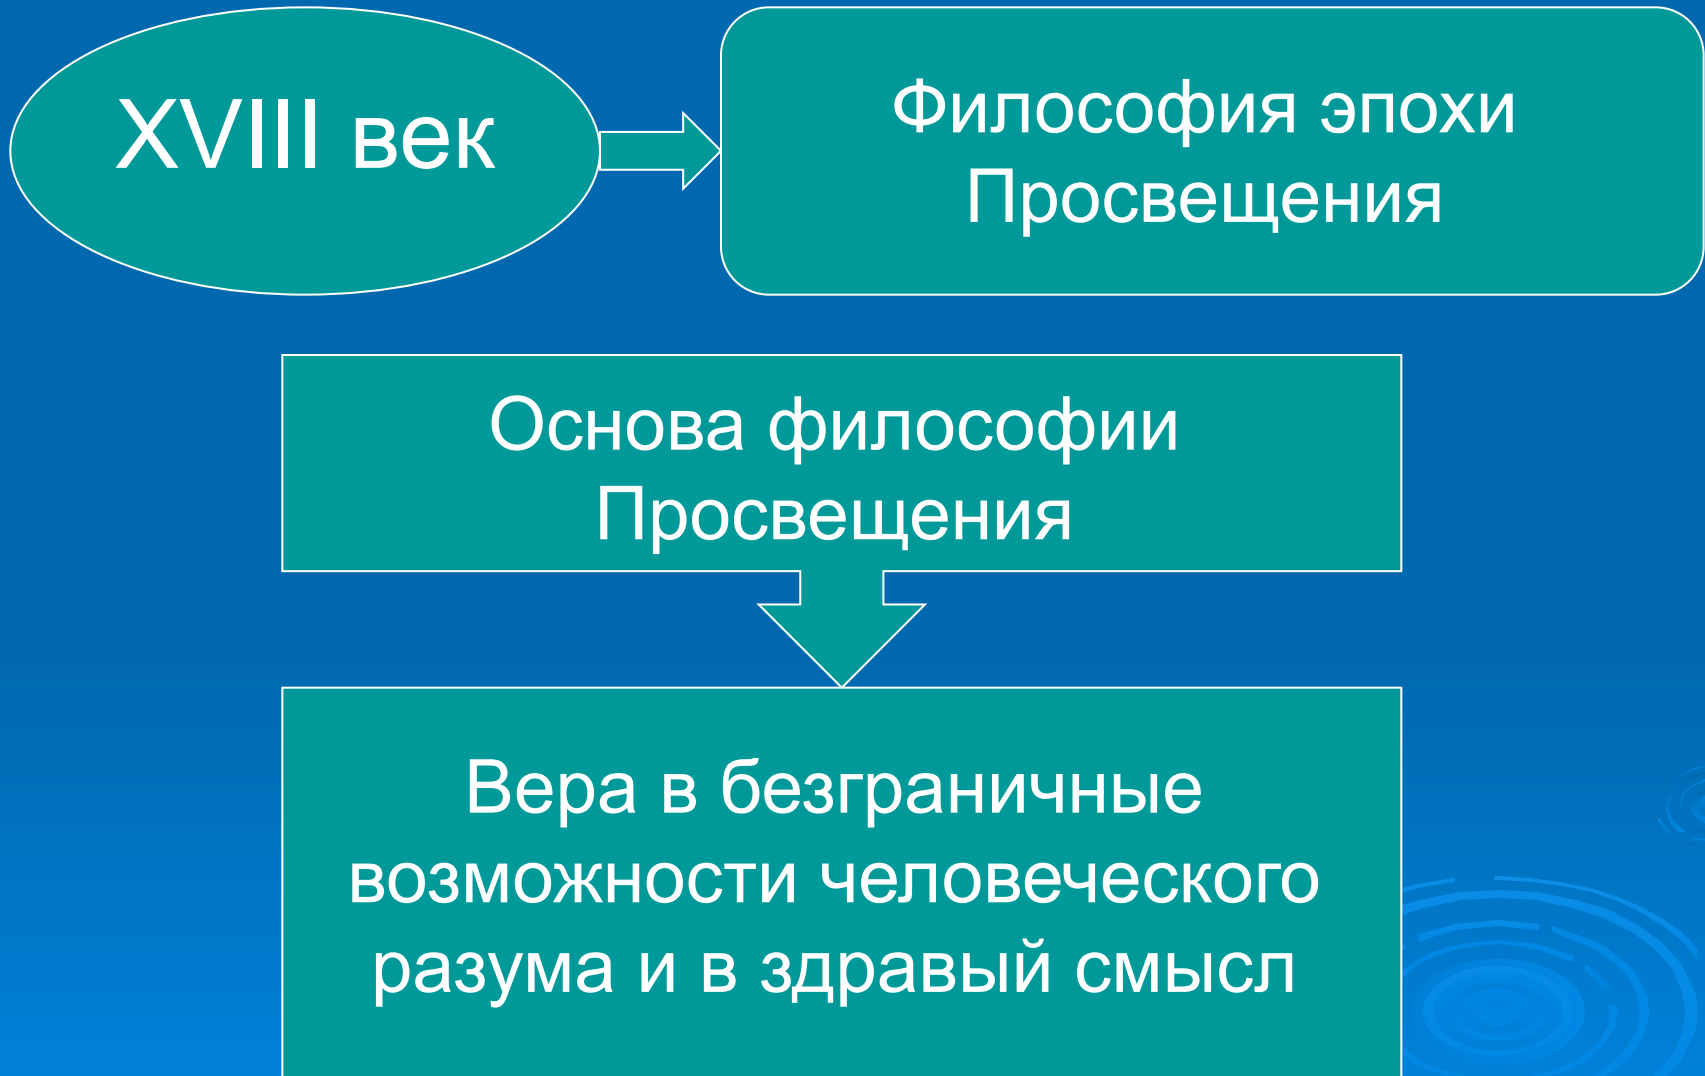 XVIII век
Философия эпохи
Просвещения
Основа философии
Просвещения
Вера в безграничные
возможности человеческого
разума и в здравый смысл